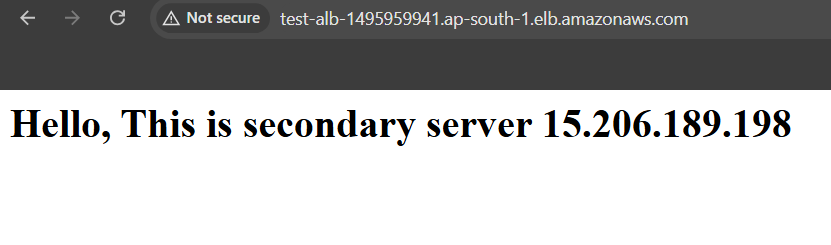 Not secure test-alb-1495959941.ap-south-1.elb.amazonaws.com
Hello, This is secondary server 15.206.189.198